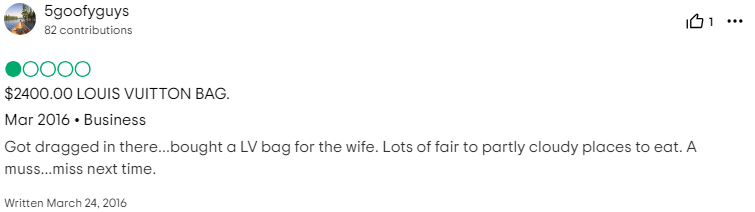 5goofyguys
82 contributions
1
$2400.00 LOUIS VUITTON BAG.
Mar 2016 • Business
Got dragged in there...bought a LV bag for the wife. Lots of fair to partly cloudy places to eat. A
muss...miss next time.
Written March 24, 2016